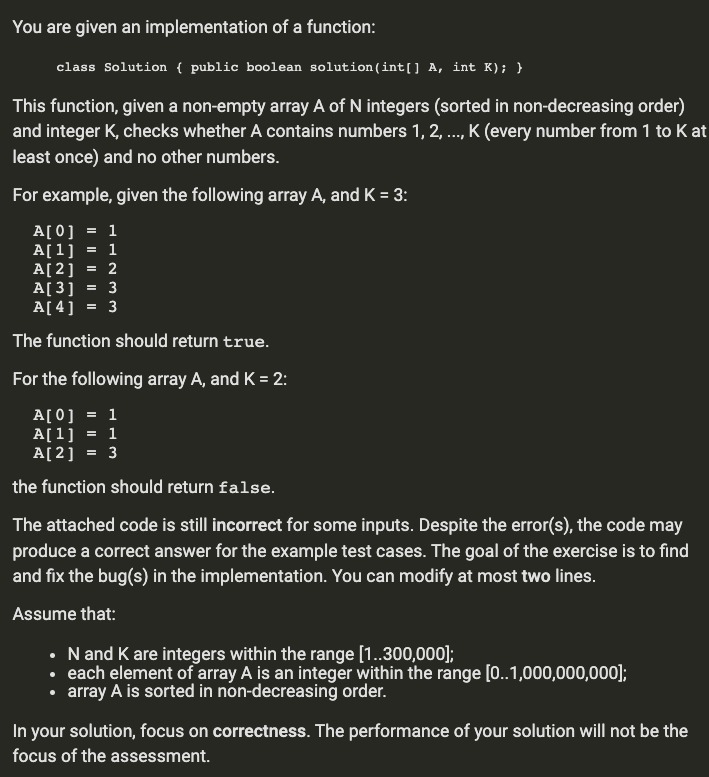 You are given an implementation of a function:
class Solution { public boolean solution(int[] A, int K); }
This function, given a non-empty array A of N integers (sorted in non-decreasing order)
and integer K, checks whether A contains numbers 1, 2, ..., K (every number from 1 to K at
least once) and no other numbers.
For example, given the following array A, and K = 3:
A[0] = 1
A[1] = 1
A[2] = 2
A[3] = 3
A[4] = 3
The function should return true.
For the following array A, and K = 2:
A[0] = 1
A[1] = 1
A[2] = 3
the function should return false.
The attached code is still incorrect for some inputs. Despite the error(s), the code may
produce a correct answer for the example test cases. The goal of the exercise is to find
and fix the bug(s) in the implementation. You can modify at most two lines.
Assume that:
• N and K are integers within the range [1..300,000];
• each element of array A is an integer within the range [0..1,000,000,000];
• array A is sorted in non-decreasing order.
In your solution, focus on correctness. The performance of your solution will not be the
focus of the assessment.